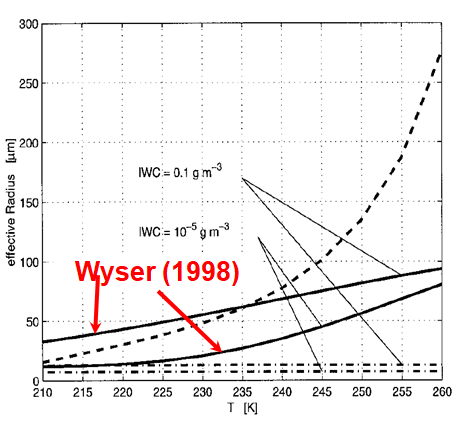 300
250
200
150
100
50
0
effective Radius [µm]
IWC = 0.1 g m⁻³
IWC = 10⁻⁵ g m⁻³
Wyser (1998)
210 215 220 225 230 235 240 245 250 255 260
T [K]